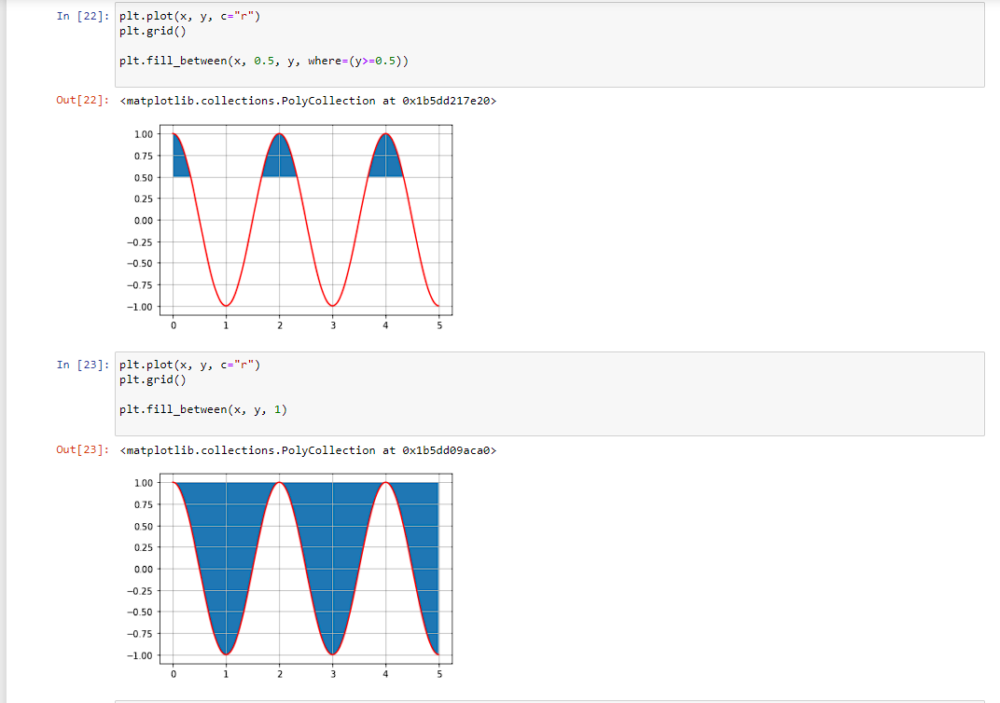 In [22]: plt.plot(x, y, c="r")
plt.grid()
plt.fill_between(x, 0.5, y, where=(y>=0.5))
Out[22]: <matplotlib.collections.PolyCollection at 0x1b5dd217e20>
1.00
0.75
0.50
0.25
0.00
−0.25
−0.50
−0.75
−1.00
0 1 2 3 4 5
In [23]: plt.plot(x, y, c="r")
plt.grid()
plt.fill_between(x, y, 1)
Out[23]: <matplotlib.collections.PolyCollection at 0x1b5dd09aca0>
1.00
0.75
0.50
0.25
0.00
−0.25
−0.50
−0.75
−1.00
0 1 2 3 4 5